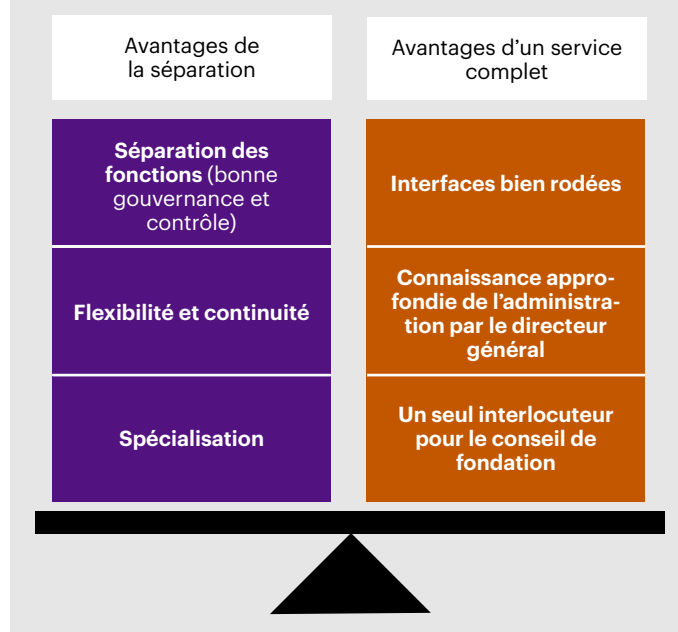 Avantages de
la séparation
Avantages d’un service
complet
Séparation des
fonctions (bonne
gouvernance et
contrôle)
Interfaces bien rodées
Flexibilité et continuité
Connaissance appro-
fondie de l’administra-
tion par le directeur
général
Spécialisation
Un seul interlocuteur
pour le conseil de
fondation